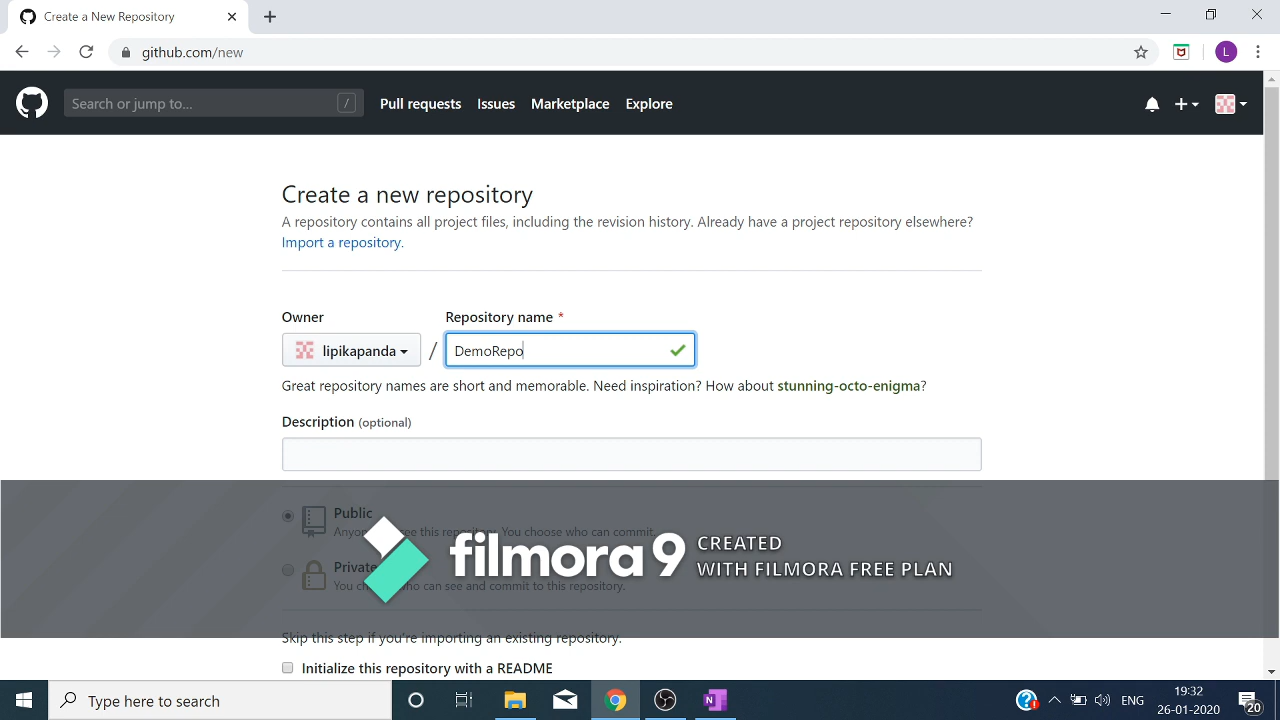 Create a New Repository
github.com/new
L
Search or jump to...
/
Pull requests
Issues
Marketplace
Explore
Create a new repository
A repository contains all project files, including the revision history. Already have a project repository elsewhere?
Import a repository.
Owner
Repository name *
lipikapanda
/
DemoRepo
Great repository names are short and memorable. Need inspiration? How about stunning-octo-enigma?
Description (optional)
Public
see this repository. You choose who can commit.
Private
who can see and commit to this repository.
filmora9
CREATED
WITH FILMORA FREE PLAN
Skip this step if you're importing an existing repository.
Initialize this repository with a README
Type here to search
N
ENG
19:32
26-01-2020
20